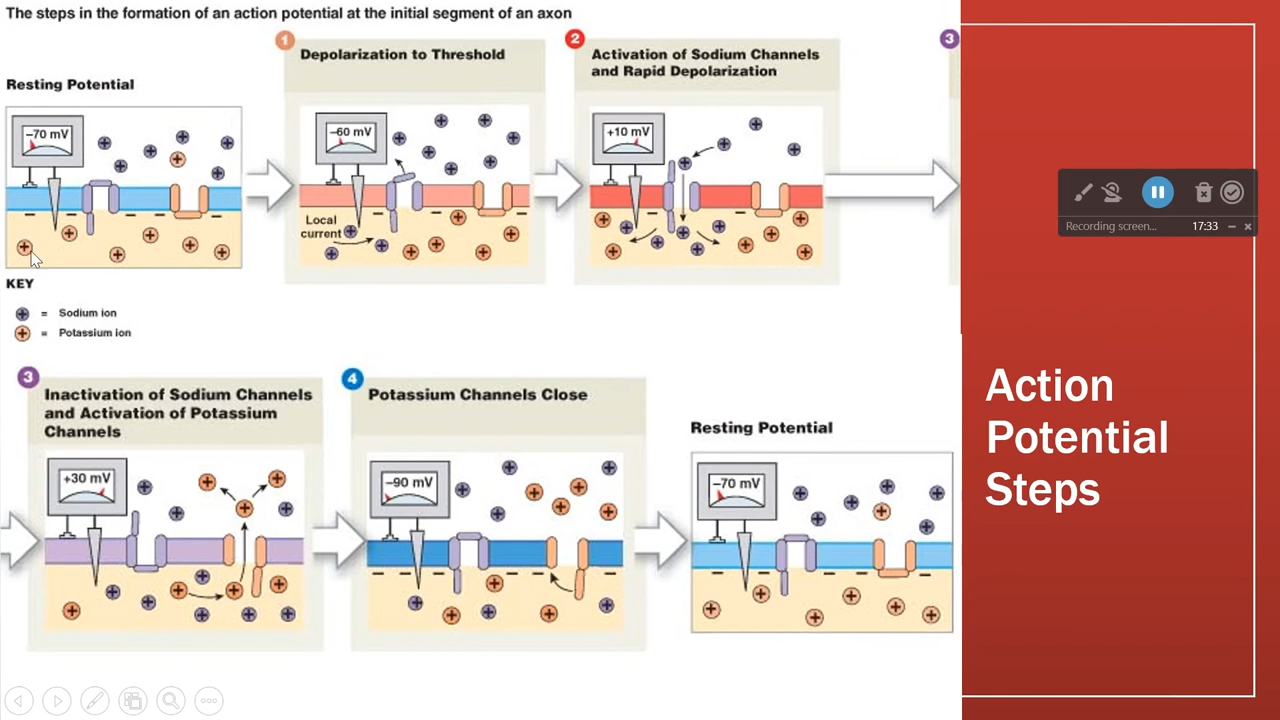 The steps in the formation of an action potential at the initial segment of an axon
Resting Potential
–70 mV
1
Depolarization to Threshold
–60 mV
Local
current
2
Activation of Sodium Channels
and Rapid Depolarization
+10 mV
3
KEY
+ = Sodium ion
+ = Potassium ion
3
Inactivation of Sodium Channels
and Activation of Potassium
Channels
+30 mV
4
Potassium Channels Close
–90 mV
Resting Potential
–70 mV
Action
Potential
Steps
Recording screen... 17:33